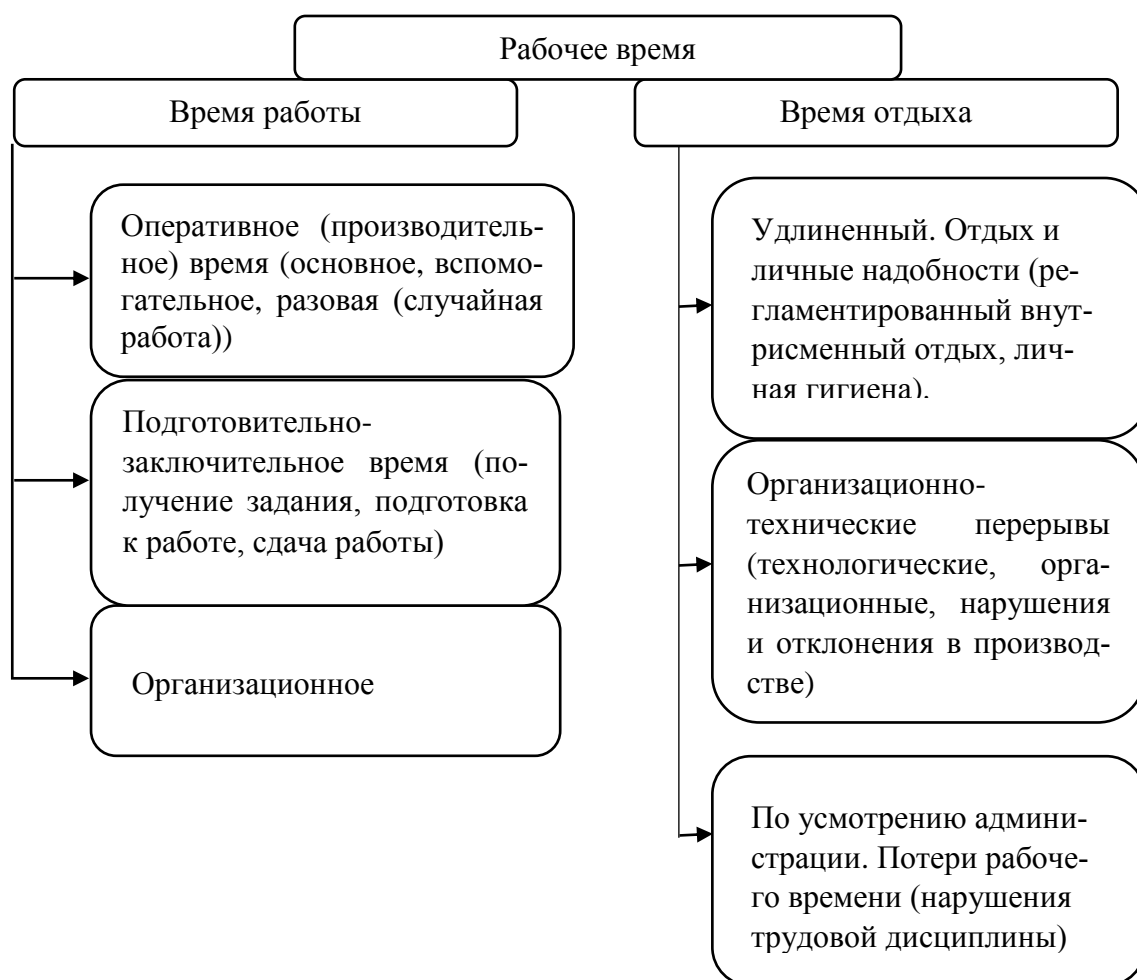 Рабочее время
Время работы
Время отдыха
Оперативное (производитель-
ное) время (основное, вспомо-
гательное, разовая (случайная
работа))
Подготовительно-
заключительное время (по-
лучение задания, подготовка
к работе, сдача работы)
Организационное
Удлиненный. Отдых и
личные надобности (ре-
гламентированный внут-
рисменный отдых, лич-
ная гигиена).
Организационно-
технические перерывы
(технологические, орга-
низационные, нарушения
и отклонения в производ-
стве)
По усмотрению админи-
страции. Потери рабоче-
го времени (нарушения
трудовой дисциплины)